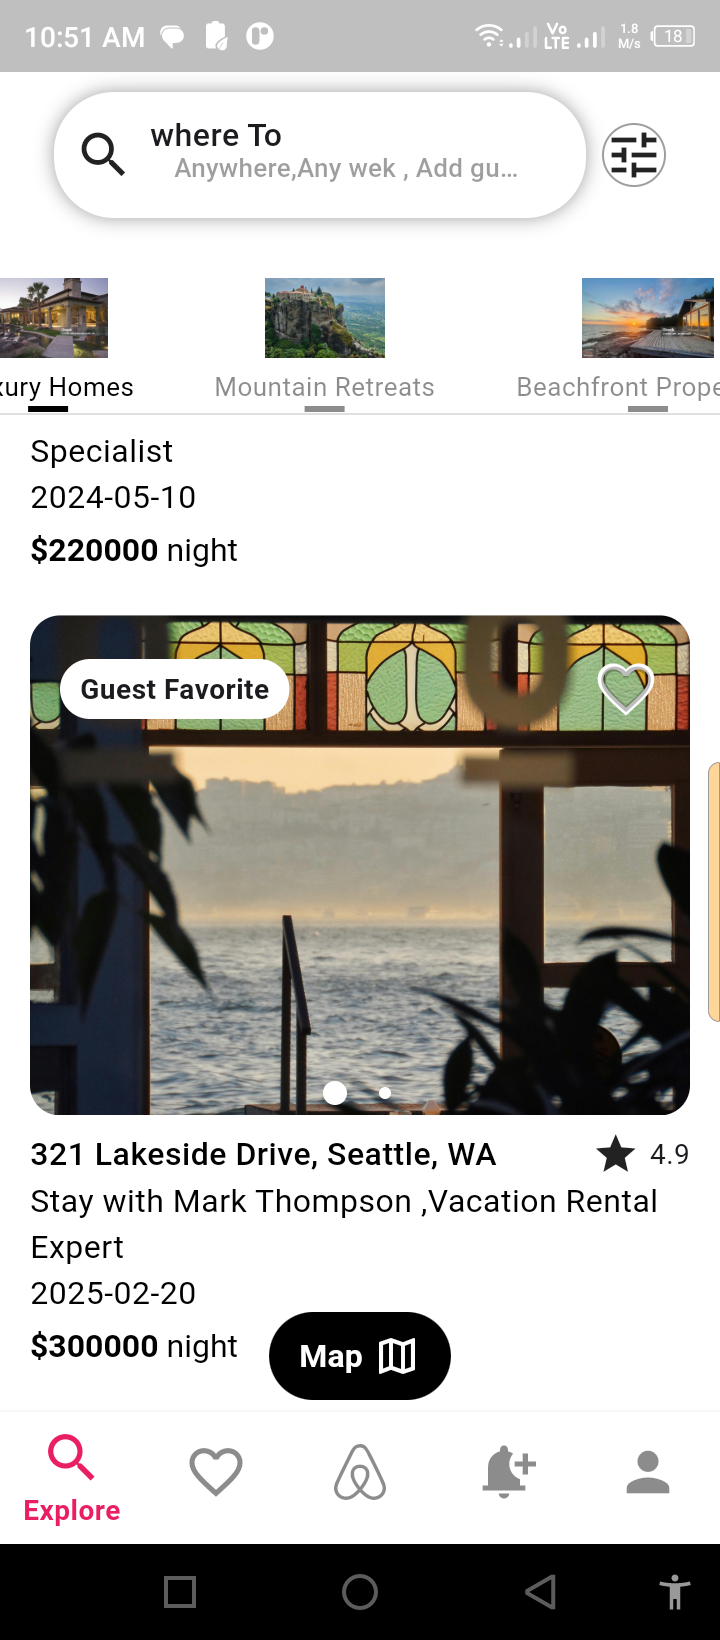 10:51 AM
Vo LTE
1.8 M/s
18
where To
Anywhere,Any wek , Add gu...
xury Homes
Mountain Retreats
Beachfront Prope
Specialist
2024-05-10
$220000 night
Guest Favorite
321 Lakeside Drive, Seattle, WA
4.9
Stay with Mark Thompson ,Vacation Rental
Expert
2025-02-20
$300000 night
Map
Explore